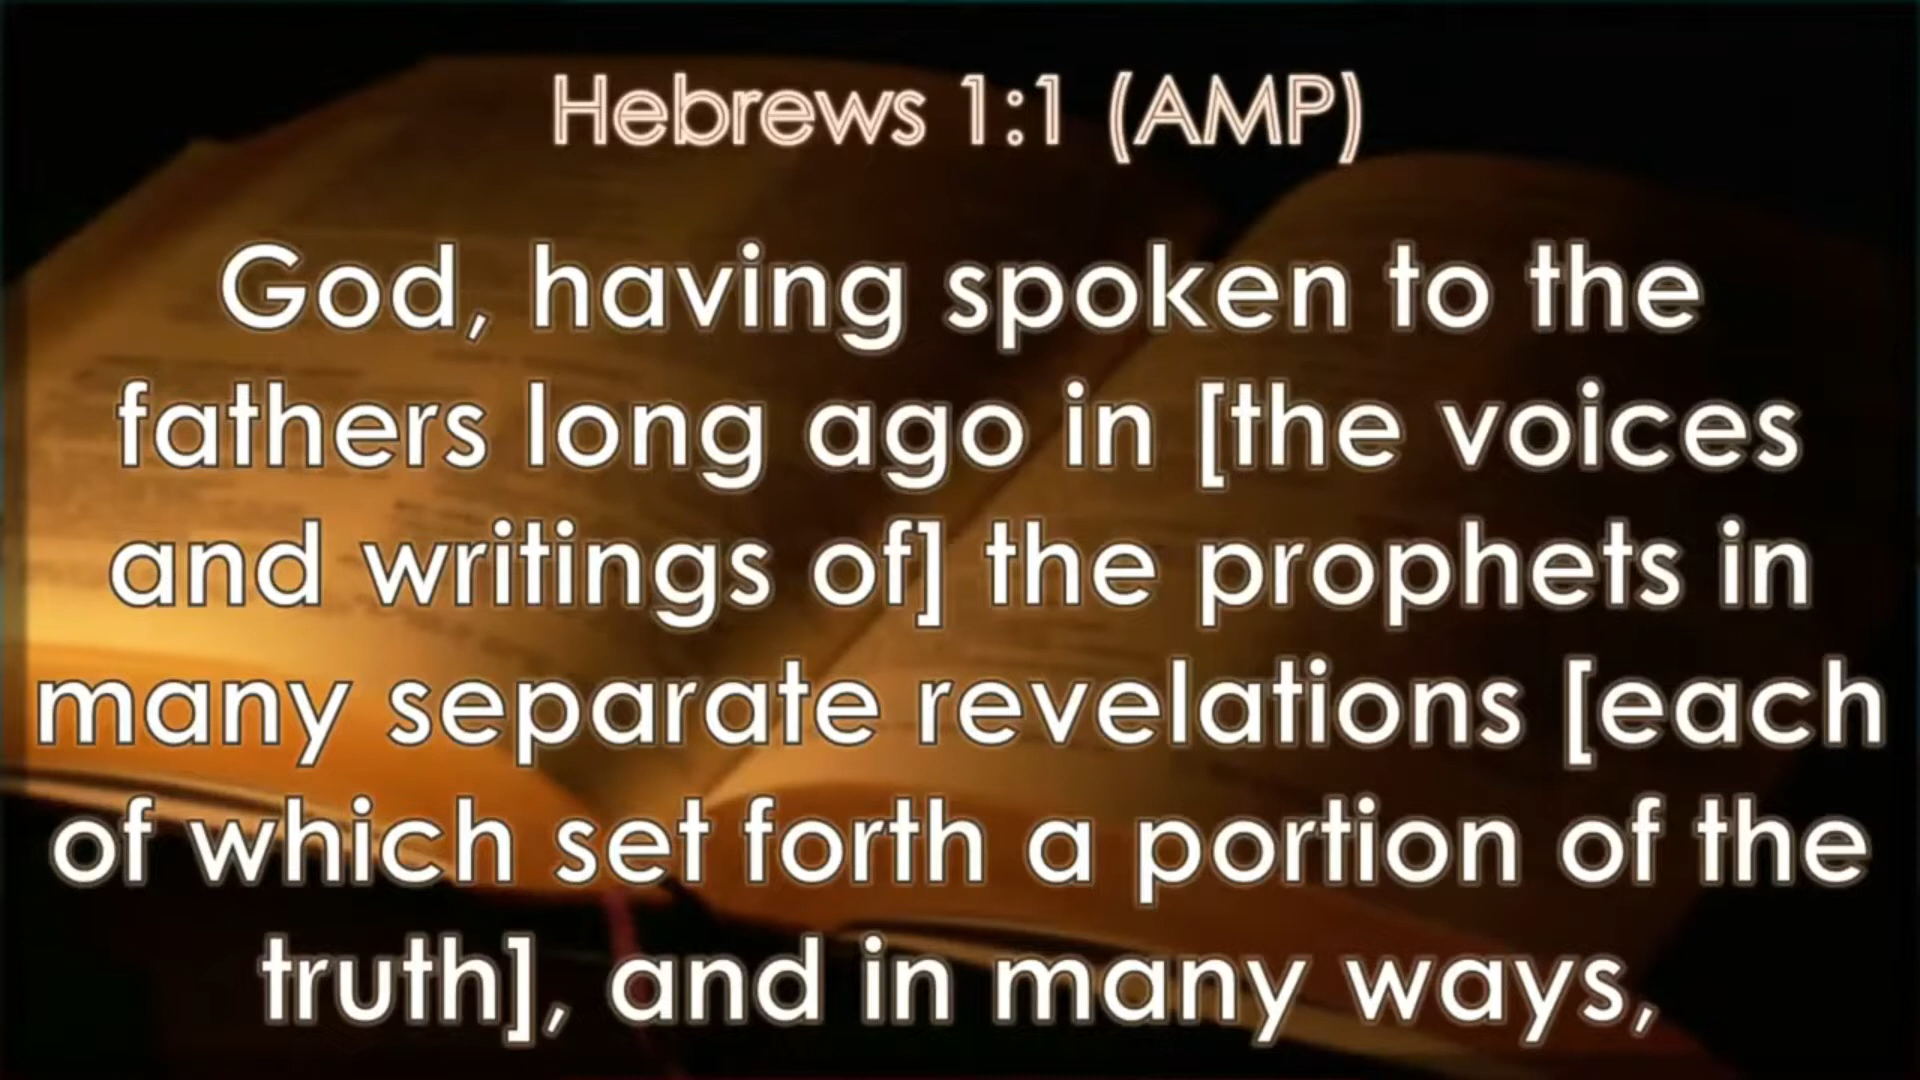 Hebrews 1:1 (AMP)
God, having spoken to the
fathers long ago in [the voices
and writings of] the prophets in
many separate revelations [each
of which set forth a portion of the
truth], and in many ways,